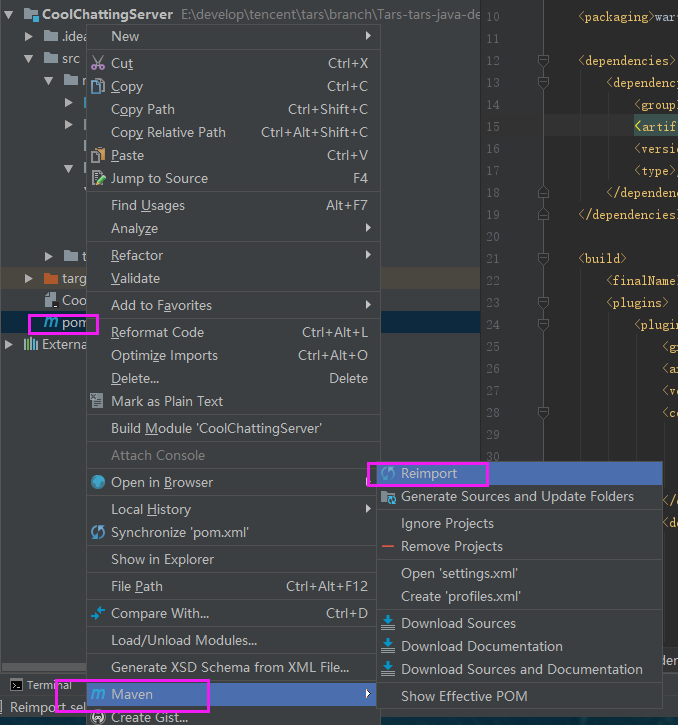 CoolChattingServer E:\develop\tencent\tars\branch\Tars-tars-java-de
.idea
src
target
Coo
pom
External
New
Cut Ctrl+X
Copy Ctrl+C
Copy Path Ctrl+Shift+C
Copy Relative Path Ctrl+Alt+Shift+C
Paste Ctrl+V
Jump to Source F4
Find Usages Alt+F7
Analyze
Refactor
Validate
Add to Favorites
Reformat Code Ctrl+Alt+L
Optimize Imports Ctrl+Alt+O
Delete... Delete
Mark as Plain Text
Build Module 'CoolChattingServer'
Attach Console
Open in Browser
Local History
Synchronize 'pom.xml'
Show in Explorer
File Path Ctrl+Alt+F12
Compare With... Ctrl+D
Load/Unload Modules...
Generate XSD Schema from XML File...
Maven
Create Gist...
Reimport
Generate Sources and Update Folders
Ignore Projects
Remove Projects
Open 'settings.xml'
Create 'profiles.xml'
Download Sources
Download Documentation
Download Sources and Documentation
Show Effective POM
10 <packaging>war
11
12 <dependencies>
13 <dependency
14 <group
15 <artif
16 <versio
17 <type>
18 </dependen
19 </dependencies
20
21 <build>
22 <finalName
23 <plugins>
24 <plugin
25 <g
26 <a
27 <ve
28 <co
29
30
</
<de
der
Terminal
Reimport sel